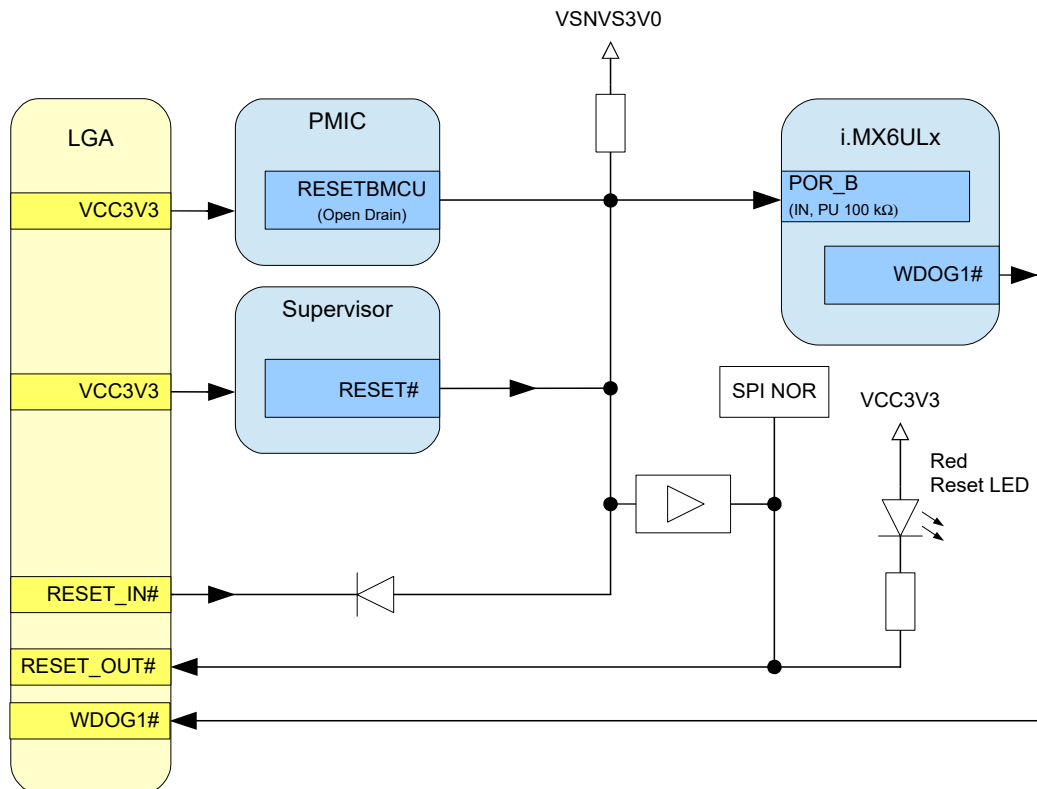 VSNVS3V0
LGA
VCC3V3
VCC3V3
RESET_IN#
RESET_OUT#
WDOG1#
PMIC
RESETBMCU
(Open Drain)
Supervisor
RESET#
i.MX6ULx
POR_B
(IN, PU 100 kΩ)
WDOG1#
SPI NOR
VCC3V3
Red
Reset LED